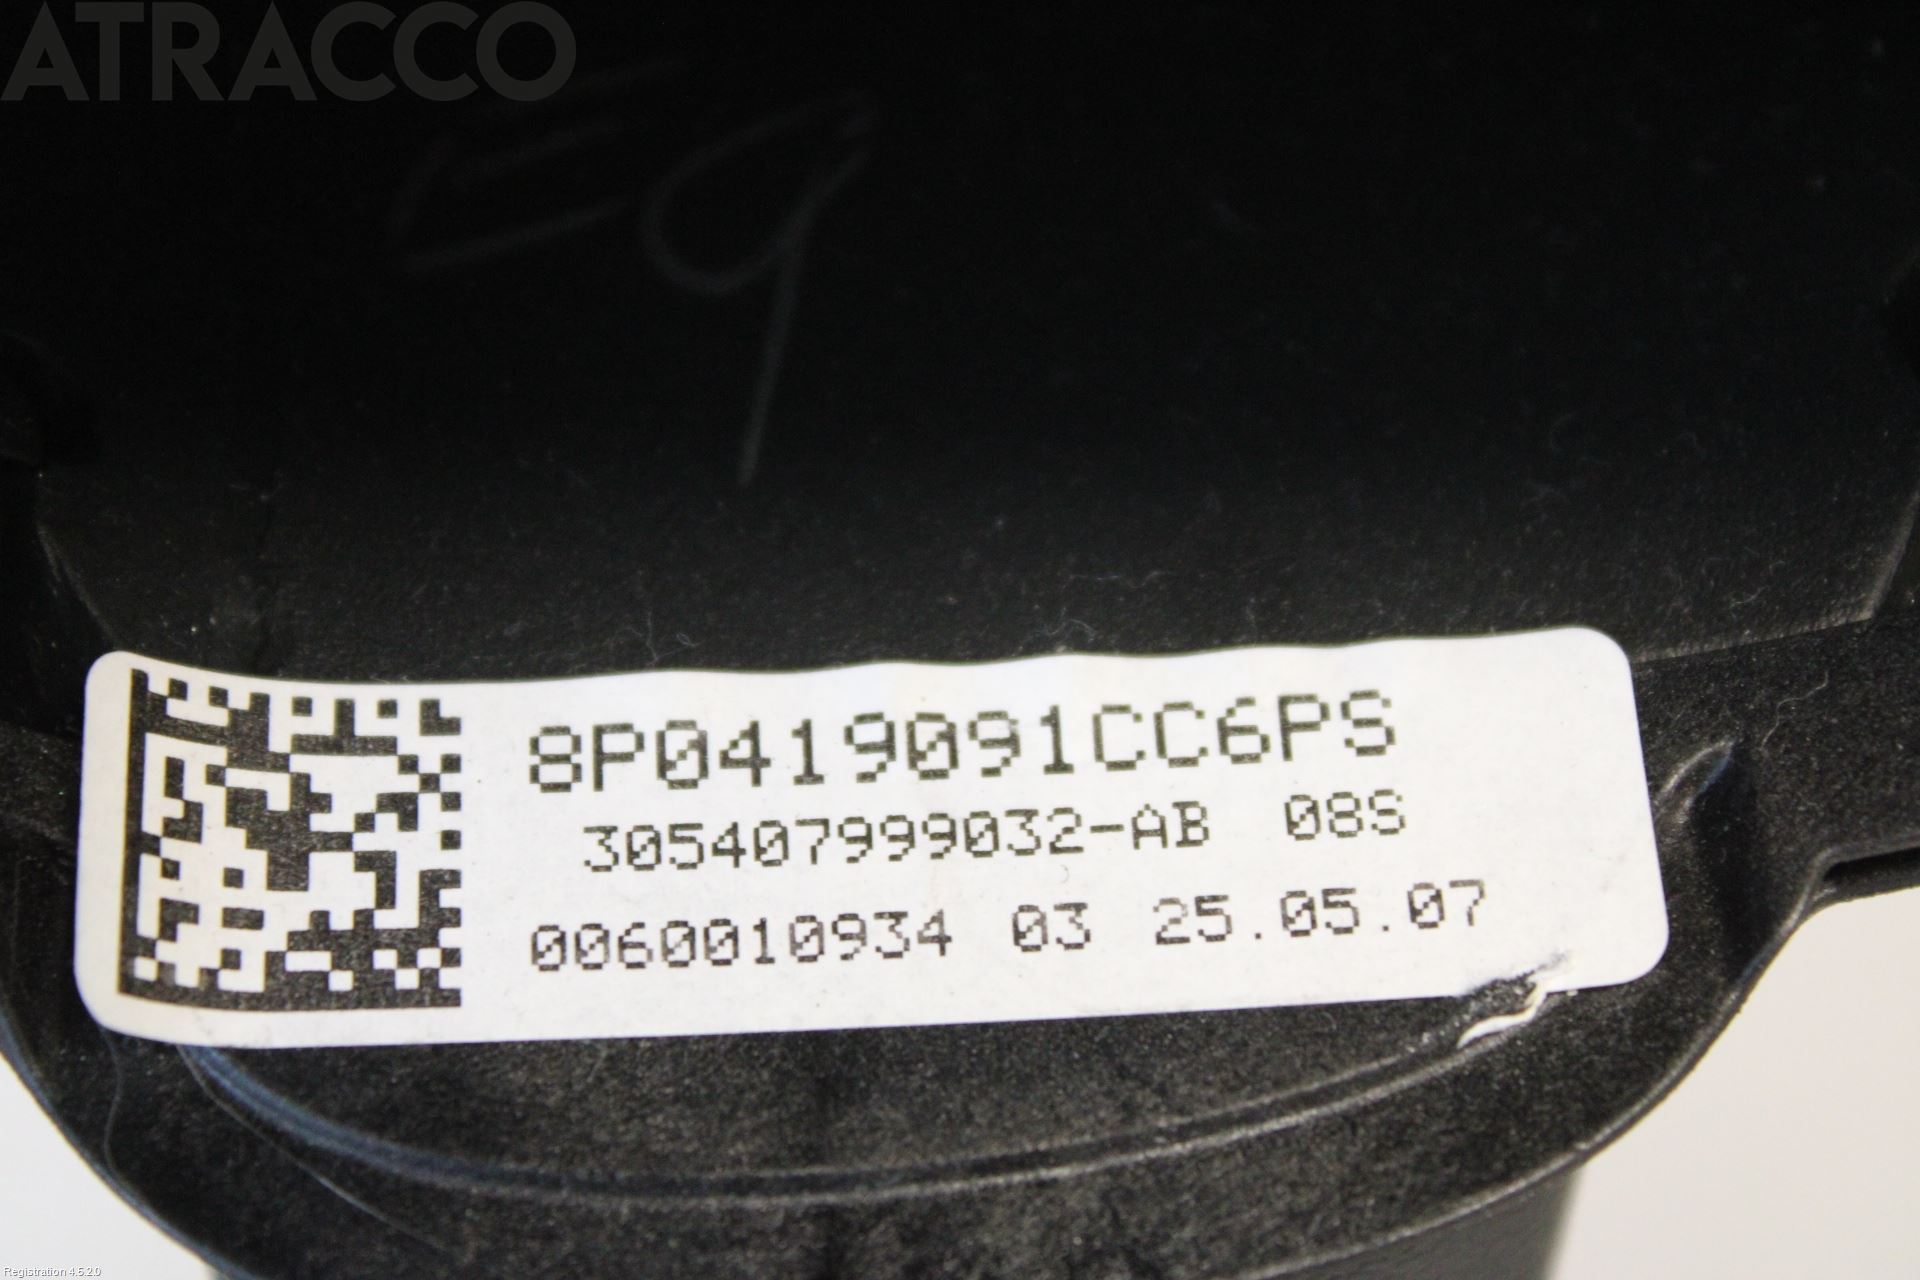 ATRACCO
8P0419091CC6PS
305407999032-AB 08S
0060010934 03 25.05.07
Registration 4.5.2.0